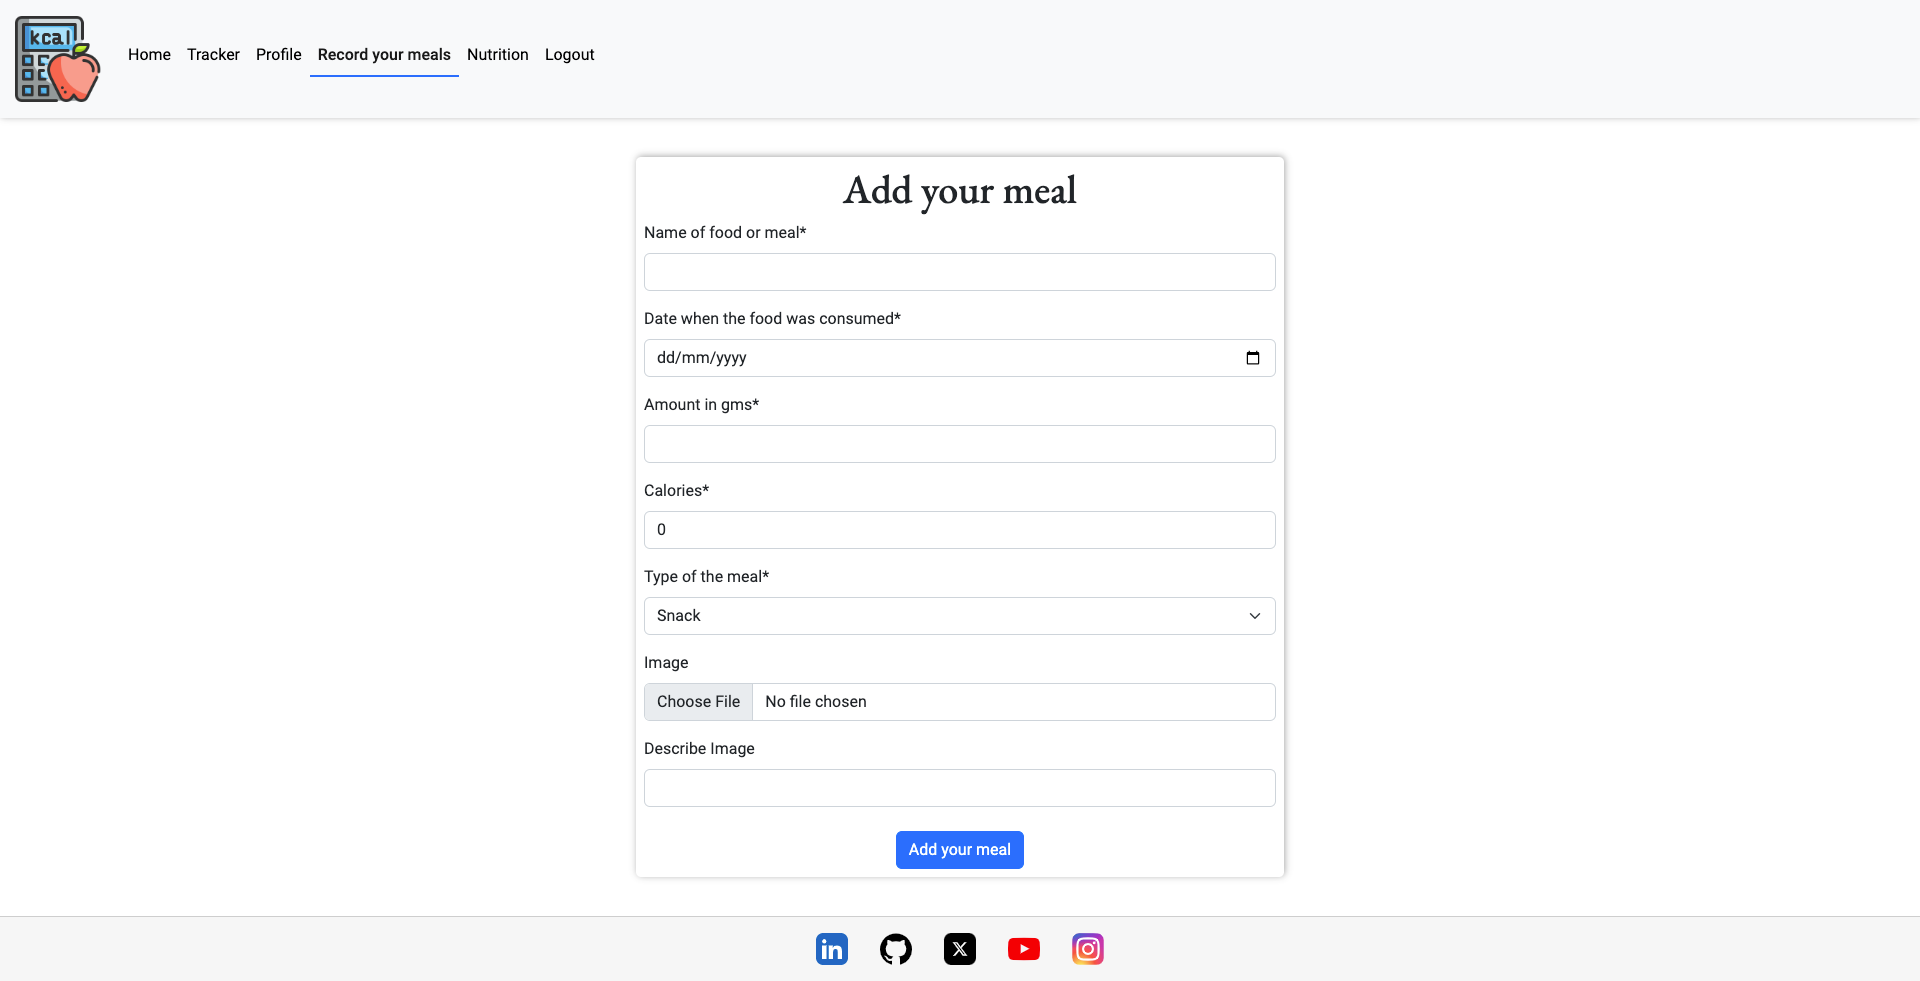 kcal
Home Tracker Profile Record your meals Nutrition Logout
Add your meal
Name of food or meal*
Date when the food was consumed*
dd/mm/yyyy
Amount in gms*
Calories*
0
Type of the meal*
Snack
Image
Choose File No file chosen
Describe Image
Add your meal
in X